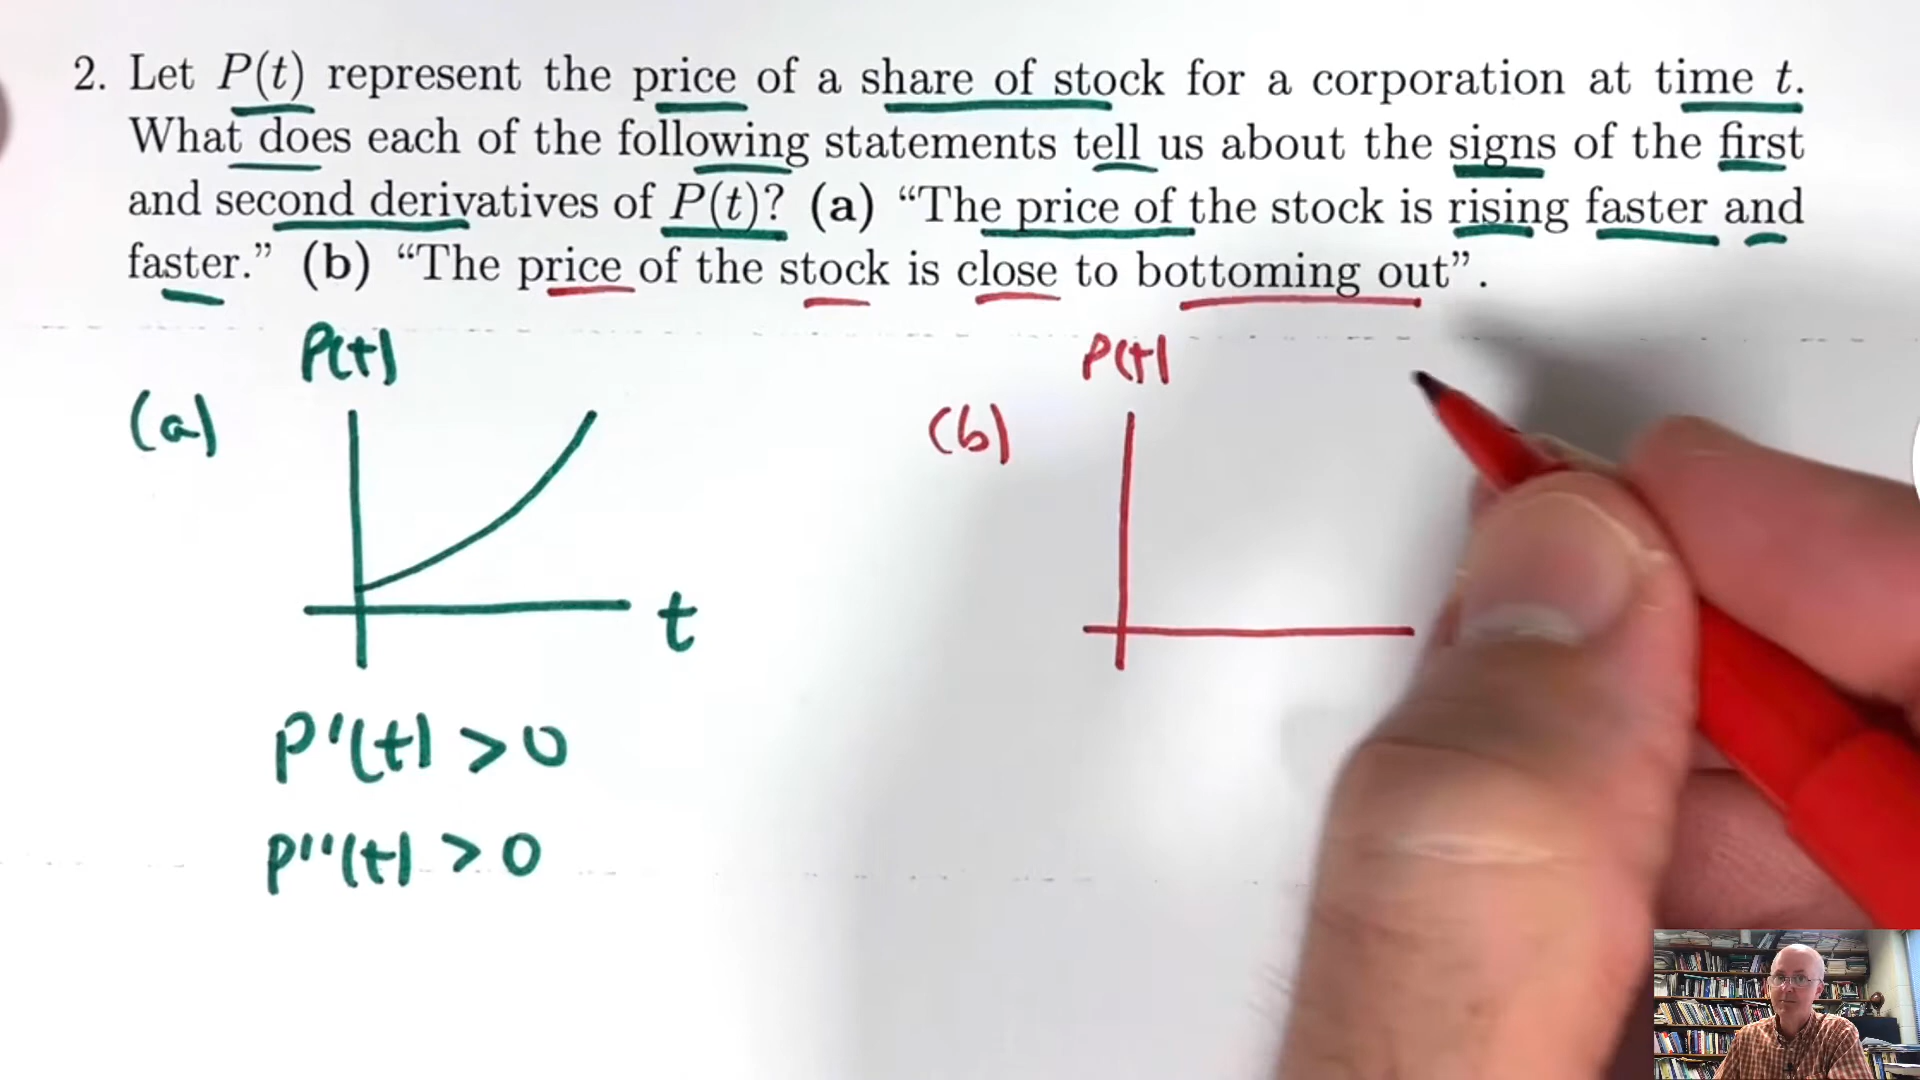 2. Let P(t) represent the price of a share of stock for a corporation at time t.
What does each of the following statements tell us about the signs of the first
and second derivatives of P(t)? (a) “The price of the stock is rising faster and
faster.” (b) “The price of the stock is close to bottoming out”.
P(t)
(a)
t
P'(t) > 0
P''(t) > 0
P(t)
(b)